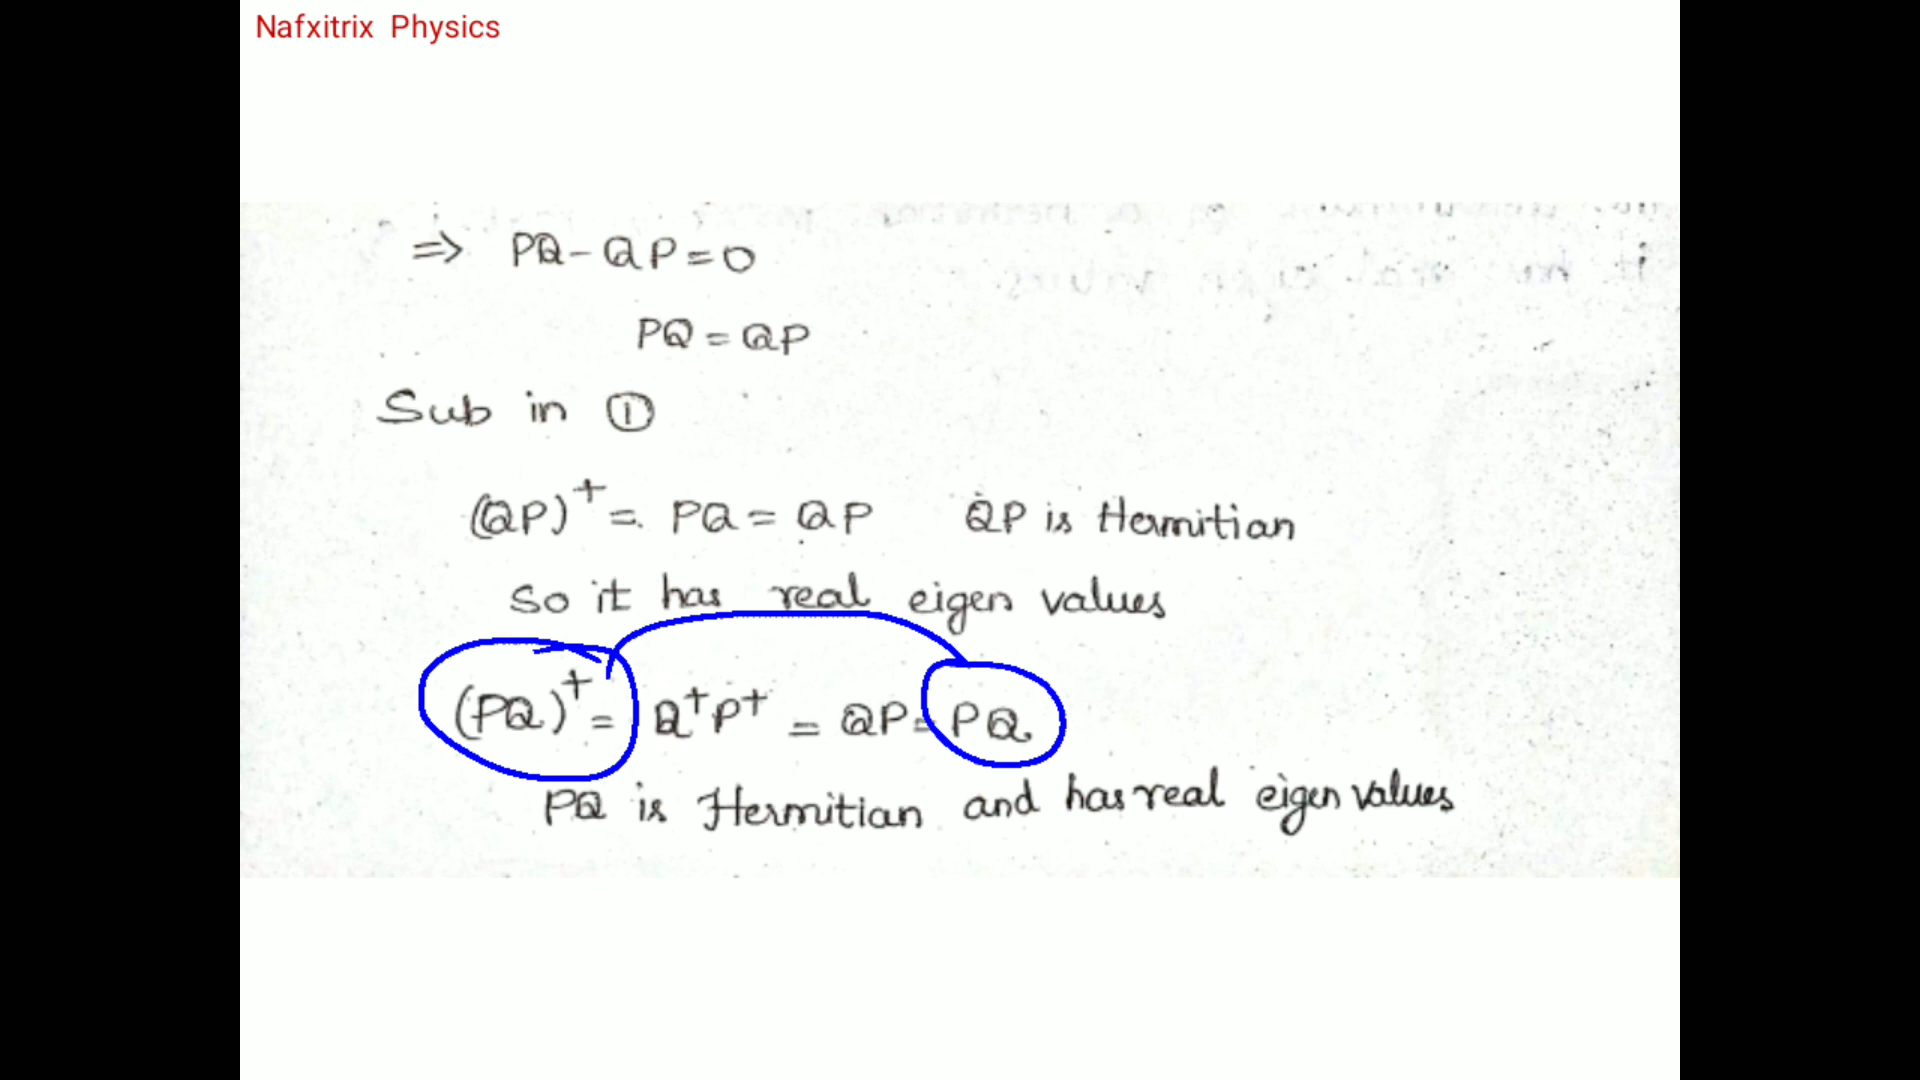 Nafxitrix Physics
⇒ PQ - QP = 0
PQ = QP
Sub in ①
(QP)⁺ = PQ = QP QP is Hermitian
So it has real eigen values
(PQ)⁺ = Q⁺P⁺ = QP = PQ
PQ is Hermitian and has real eigen values